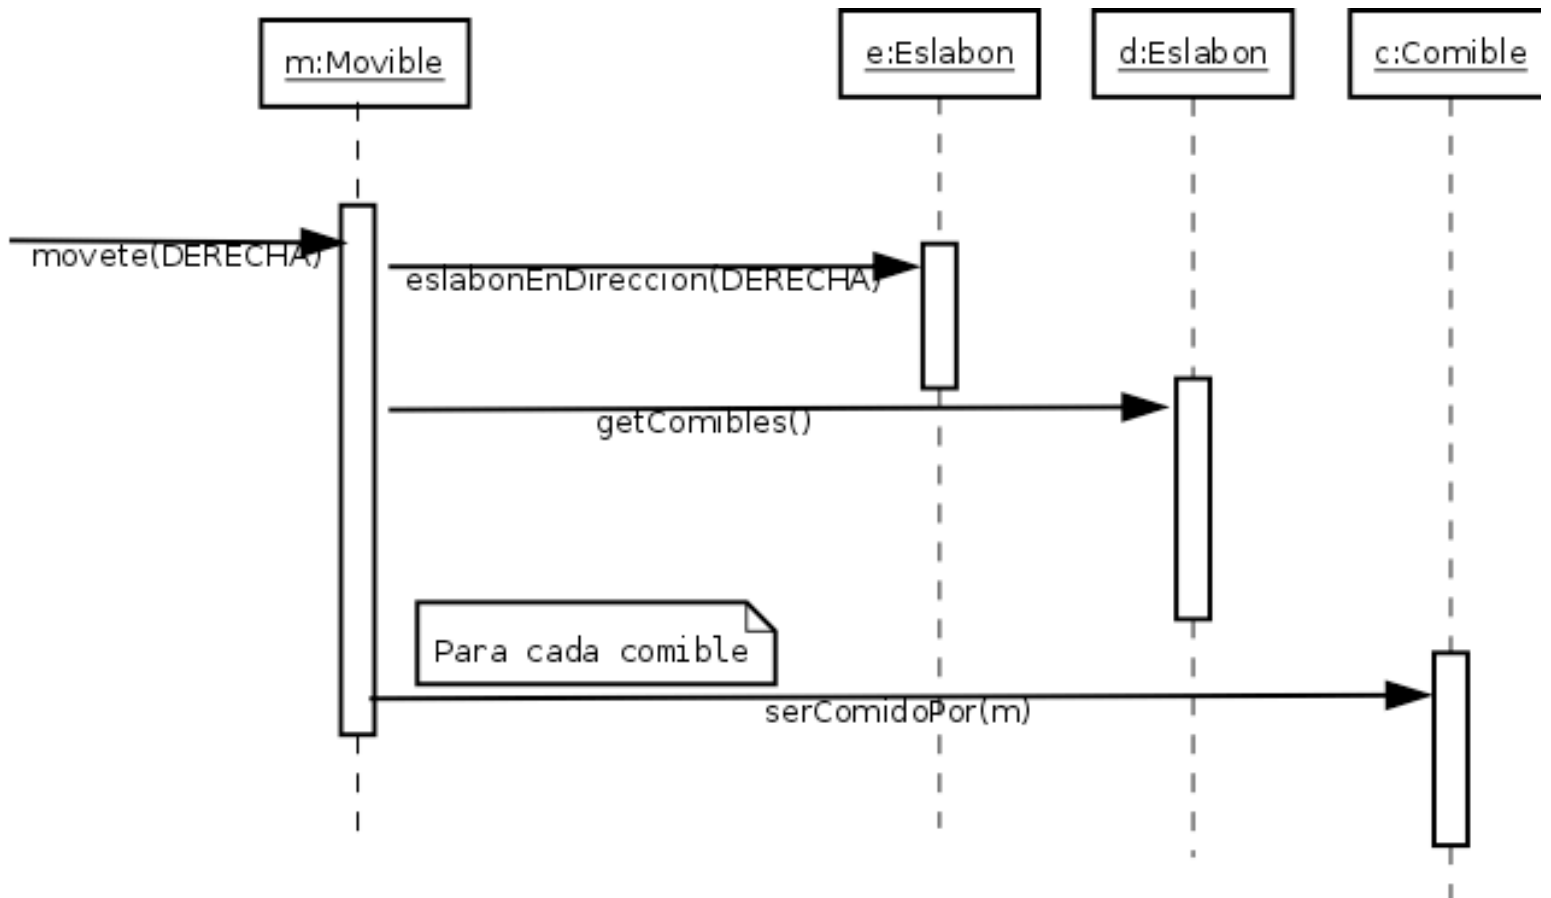 m:Movible
e:Eslabon
d:Eslabon
c:Comible
movete(DERECHA)
eslabonEnDireccion(DERECHA)
getComibles()
Para cada comible
serComidoPor(m)